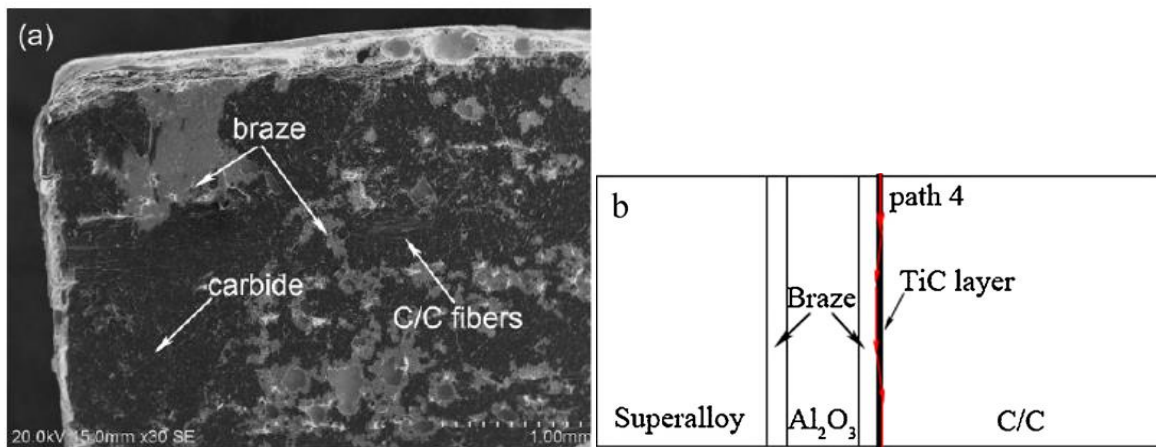 (a)
braze
carbide
C/C fibers
20.0kV 15.0mm x30 SE
1.00mm
b
path 4
TiC layer
Braze
Superalloy
Al₂O₃
C/C